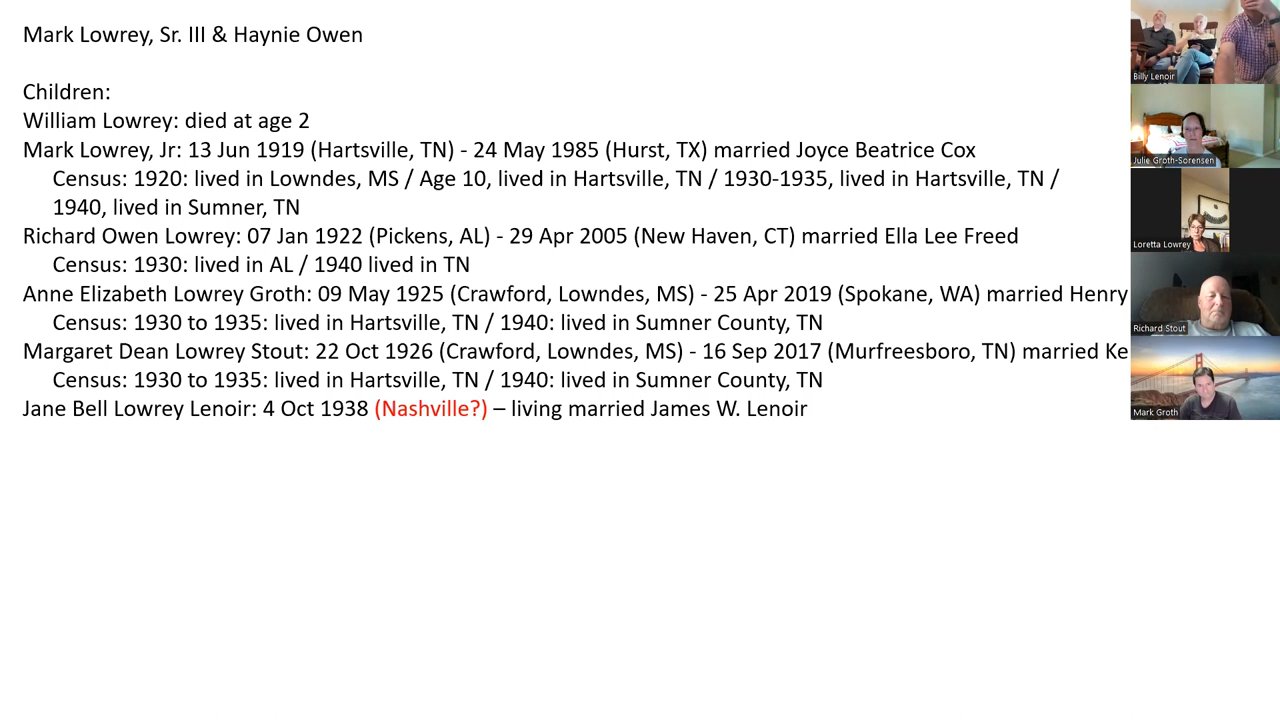 Mark Lowrey, Sr. III & Haynie Owen
Children:
William Lowrey: died at age 2
Mark Lowrey, Jr: 13 Jun 1919 (Hartsville, TN) - 24 May 1985 (Hurst, TX) married Joyce Beatrice Cox
Census: 1920: lived in Lowndes, MS / Age 10, lived in Hartsville, TN / 1930-1935, lived in Hartsville, TN /
1940, lived in Sumner, TN
Richard Owen Lowrey: 07 Jan 1922 (Pickens, AL) - 29 Apr 2005 (New Haven, CT) married Ella Lee Freed
Census: 1930: lived in AL / 1940 lived in TN
Anne Elizabeth Lowrey Groth: 09 May 1925 (Crawford, Lowndes, MS) - 25 Apr 2019 (Spokane, WA) married Henry
Census: 1930 to 1935: lived in Hartsville, TN / 1940: lived in Sumner County, TN
Margaret Dean Lowrey Stout: 22 Oct 1926 (Crawford, Lowndes, MS) - 16 Sep 2017 (Murfreesboro, TN) married Ke
Census: 1930 to 1935: lived in Hartsville, TN / 1940: lived in Sumner County, TN
Jane Bell Lowrey Lenoir: 4 Oct 1938 (Nashville?) – living married James W. Lenoir
Billy Lenoir
Julie Groth-Sorensen
Loretta Lowrey
Richard Stout
Mark Groth